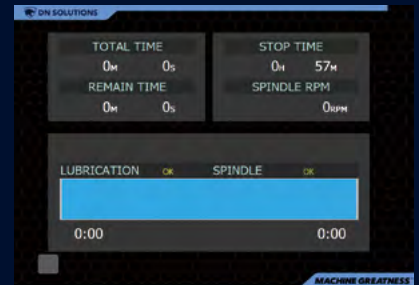 DN SOLUTIONS
TOTAL TIME
0M 0S
REMAIN TIME
0M 0S
STOP TIME
0H 57M
SPINDLE RPM
0RPM
LUBRICATION OK SPINDLE OK
0:00 0:00
MACHINE GREATNESS